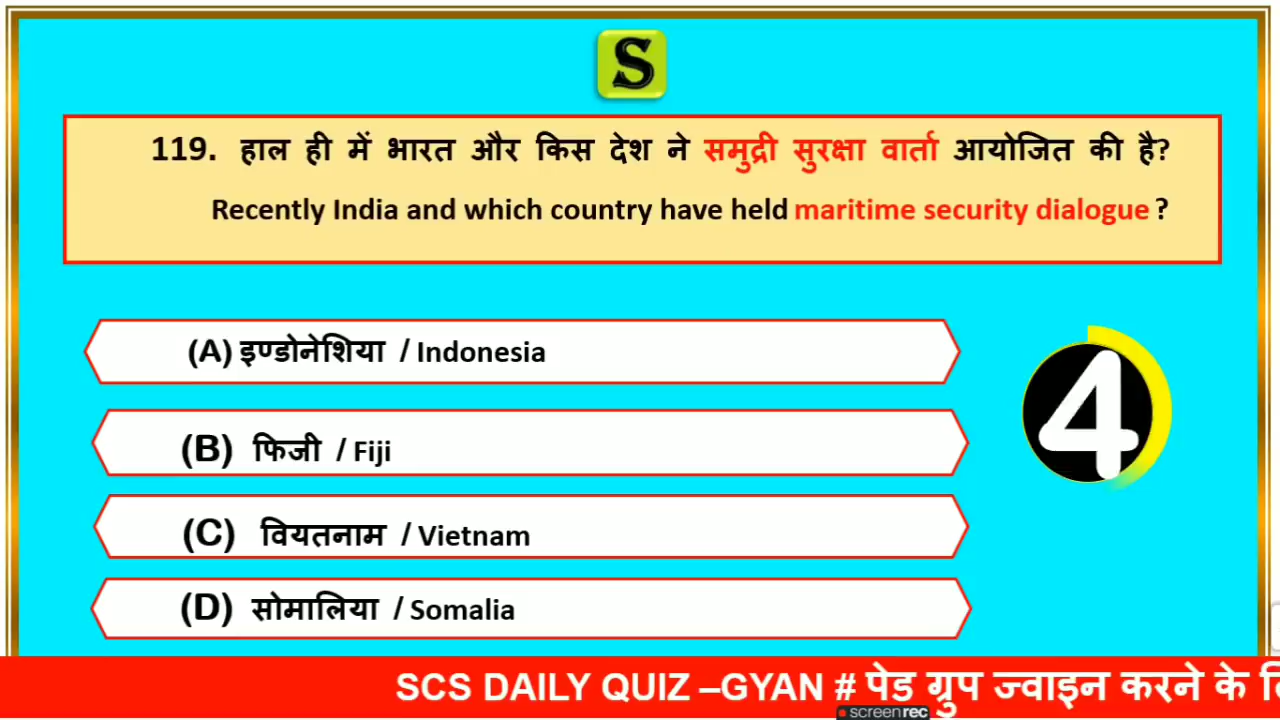 S
119. हाल ही में भारत और किस देश ने समुद्री सुरक्षा वार्ता आयोजित की है?
Recently India and which country have held maritime security dialogue ?
(A) इण्डोनेशिया / Indonesia
4
(B) फिजी / Fiji
(C) वियतनाम / Vietnam
(D) सोमालिया / Somalia
SCS DAILY QUIZ –GYAN # पेड ग्रुप ज्वाइन करने के
screenrec